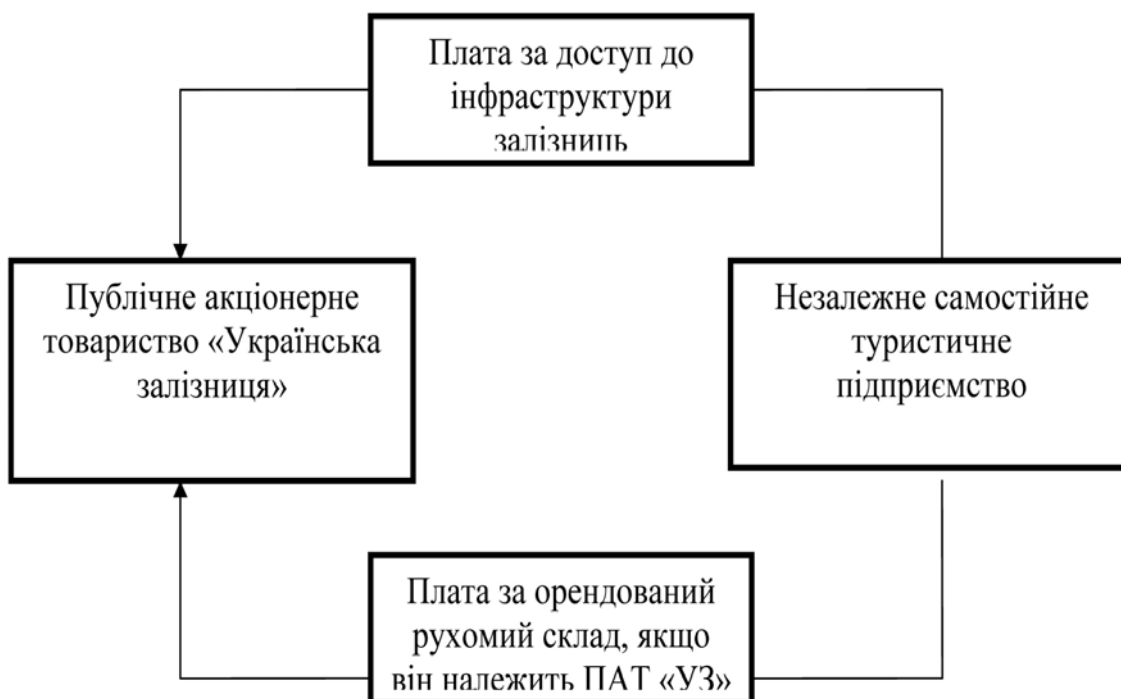 Плата за доступ до
інфраструктури
залізниць
Публічне акціонерне
товариство «Українська
залізниця»
Незалежне самостійне
туристичне
підприємство
Плата за орендований
рухомий склад, якщо
він належить ПАТ «УЗ»